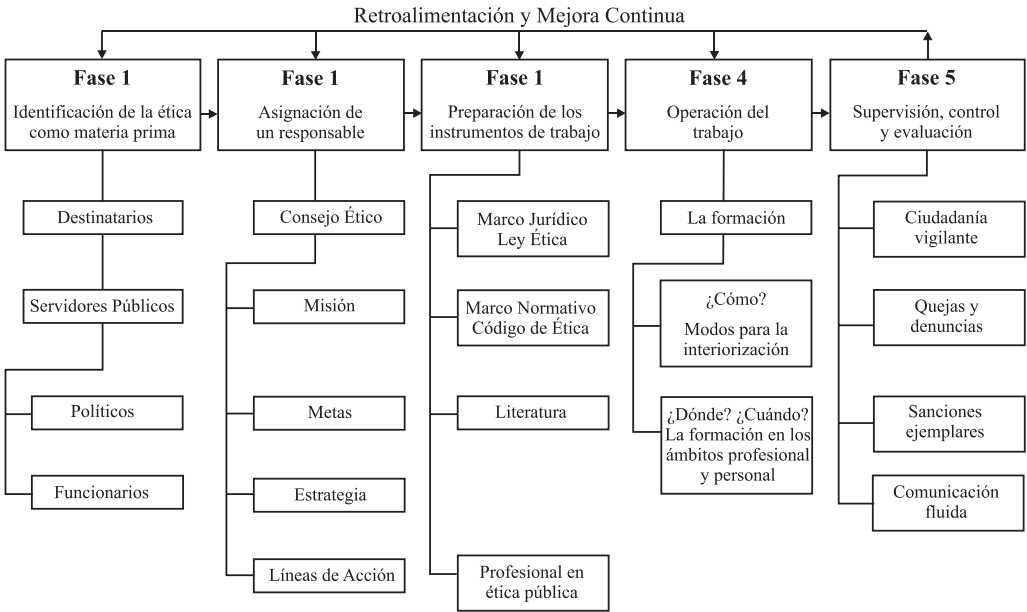 Retroalimentación y Mejora Continua
Fase 1
Identificación de la ética
como materia prima
Destinatarios
Servidores Públicos
Políticos
Funcionarios
Fase 1
Asignación de
un responsable
Consejo Ético
Misión
Metas
Estrategia
Líneas de Acción
Fase 1
Preparación de los
instrumentos de trabajo
Marco Jurídico
Ley Ética
Marco Normativo
Código de Ética
Literatura
Profesional en
ética pública
Fase 4
Operación del
trabajo
La formación
¿Cómo?
Modos para la
interiorización
¿Dónde? ¿Cuándo?
La formación en los
ámbitos profesional
y personal
Fase 5
Supervisión, control
y evaluación
Ciudadanía
vigilante
Quejas y
denuncias
Sanciones
ejemplares
Comunicación
fluida